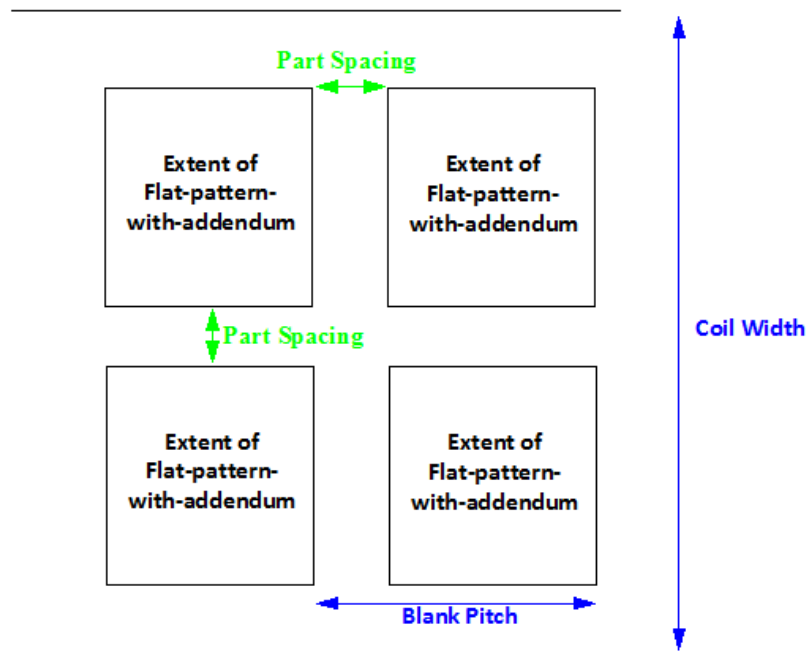 Part Spacing
Extent of
Flat-pattern-
with-addendum
Extent of
Flat-pattern-
with-addendum
Part Spacing
Coil Width
Extent of
Flat-pattern-
with-addendum
Extent of
Flat-pattern-
with-addendum
Blank Pitch